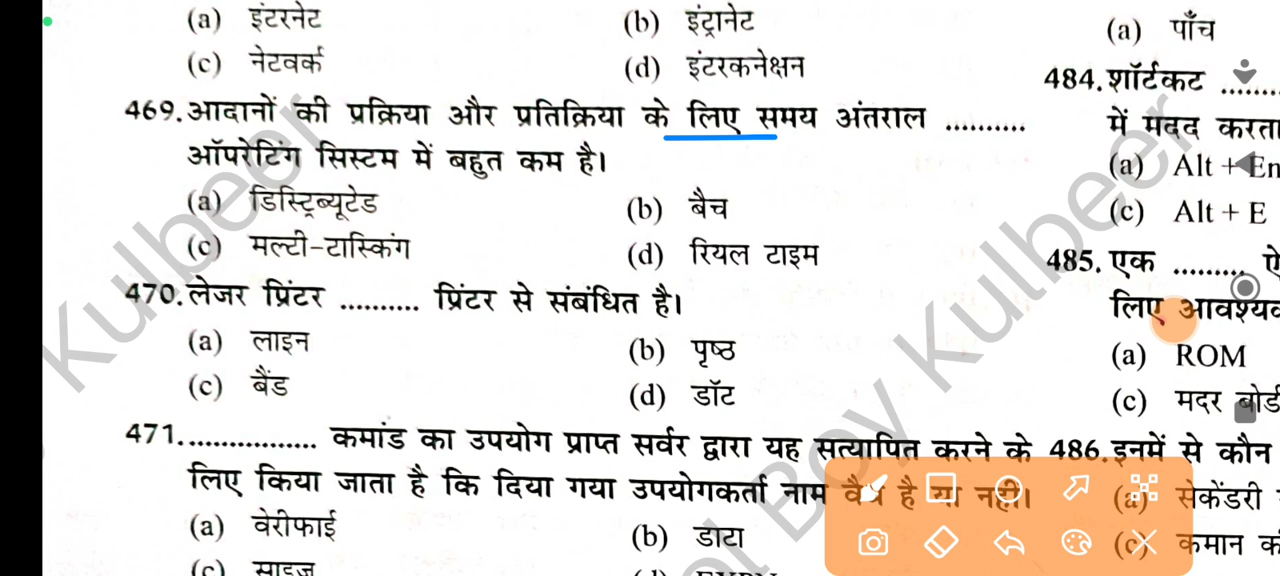 (a) इंटरनेट (b) इंट्रानेट
(c) नेटवर्क (d) इंटरकनेक्षन
469. आदानों की प्रक्रिया और प्रतिक्रिया के लिए समय अंतराल ..........
ऑपरेटिंग सिस्टम में बहुत कम है।
(a) डिस्ट्रिब्यूटेड (b) बैच
(c) मल्टी-टास्किंग (d) रियल टाइम
470. लेजर प्रिंटर .......... प्रिंटर से संबंधित है।
(a) लाइन (b) पृष्ठ
(c) बैंड (d) डॉट
471. ................ कमांड का उपयोग प्राप्त सर्वर द्वारा यह सत्यापित करने के
लिए किया जाता है कि दिया गया उपयोगकर्ता नाम वैध है या नही।
(a) वेरीफाई (b) डाटा
(c) साइज
(a) पाँच
484. शॉर्टकट ........
में मदद करता
(a) Alt + En
(c) Alt + E
485. एक ......... ऐ
लिए आवश्यक
(a) ROM
(c) मदर बोर्ड
486. इनमें से कौन
(a) सेकेंडरी
(c) कमान
Kulbeer
Boy Kulbeer